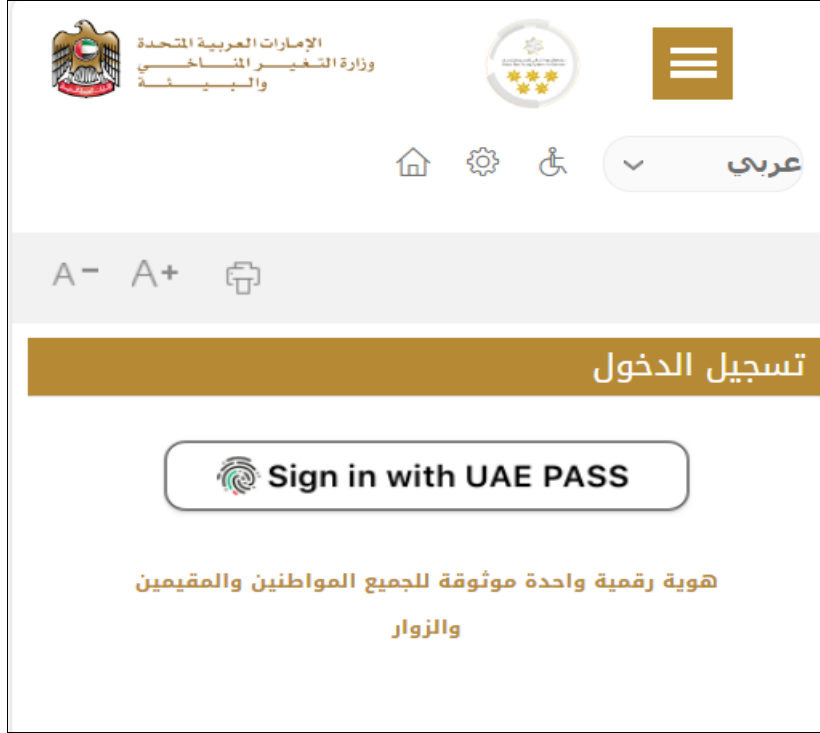 الإمارات العربية المتحدة
وزارة التغيير المناخي
والبيئة
عربي
A-
A+
تسجيل الدخول
Sign in with UAE PASS
هوية رقمية واحدة موثوقة للجميع المواطنين والمقيمين
والزوار